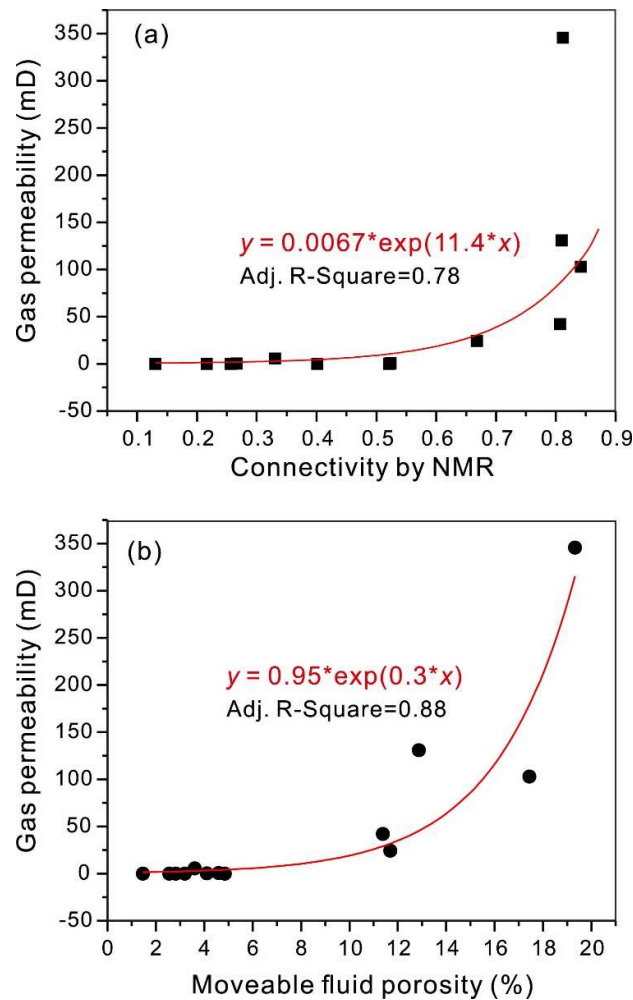 (a)
350
300
250
200
150
100
50
0
-50
Gas permeability (mD)
y = 0.0067*exp(11.4*x)
Adj. R-Square=0.78
0.1 0.2 0.3 0.4 0.5 0.6 0.7 0.8 0.9
Connectivity by NMR
(b)
350
300
250
200
150
100
50
0
-50
Gas permeability (mD)
y = 0.95*exp(0.3*x)
Adj. R-Square=0.88
0 2 4 6 8 10 12 14 16 18 20
Moveable fluid porosity (%)